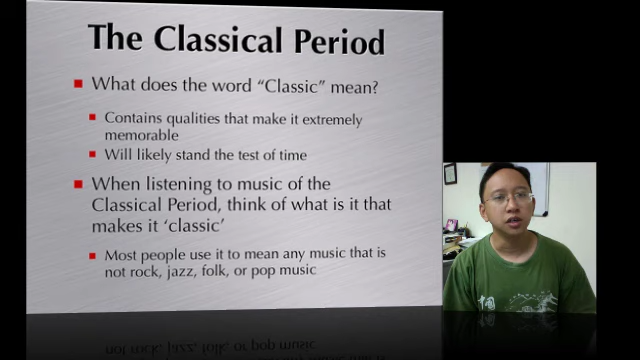 The Classical Period
What does the word “Classic” mean?
Contains qualities that make it extremely
memorable
Will likely stand the test of time
When listening to music of the
Classical Period, think of what is it that
makes it ‘classic’
Most people use it to mean any music that is
not rock, jazz, folk, or pop music
中国